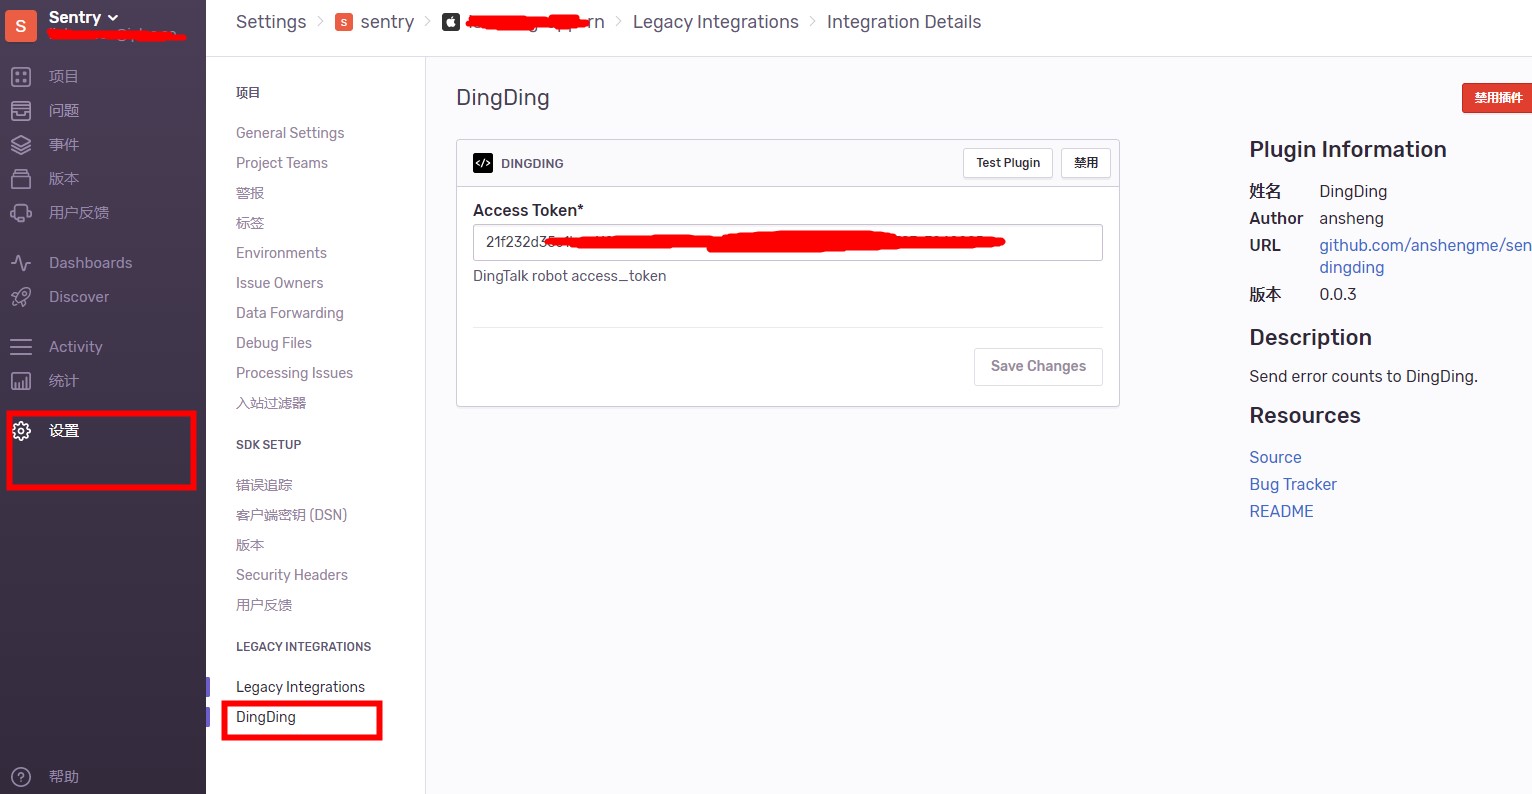 S
Sentry
项目
问题
事件
版本
用户反馈
Dashboards
Discover
Activity
统计
设置
帮助
Settings
S sentry
Legacy Integrations
Integration Details
项目
General Settings
Project Teams
警报
标签
Environments
Issue Owners
Data Forwarding
Debug Files
Processing Issues
入站过滤器
SDK SETUP
错误追踪
客户端密钥 (DSN)
版本
Security Headers
用户反馈
LEGACY INTEGRATIONS
Legacy Integrations
DingDing
DingDing
禁用插件
DINGDING
Test Plugin
禁用
Access Token*
21f232d3
DingTalk robot access_token
Save Changes
Plugin Information
姓名 DingDing
Author ansheng
URL github.com/anshengme/sen
dingding
版本 0.0.3
Description
Send error counts to DingDing.
Resources
Source
Bug Tracker
README